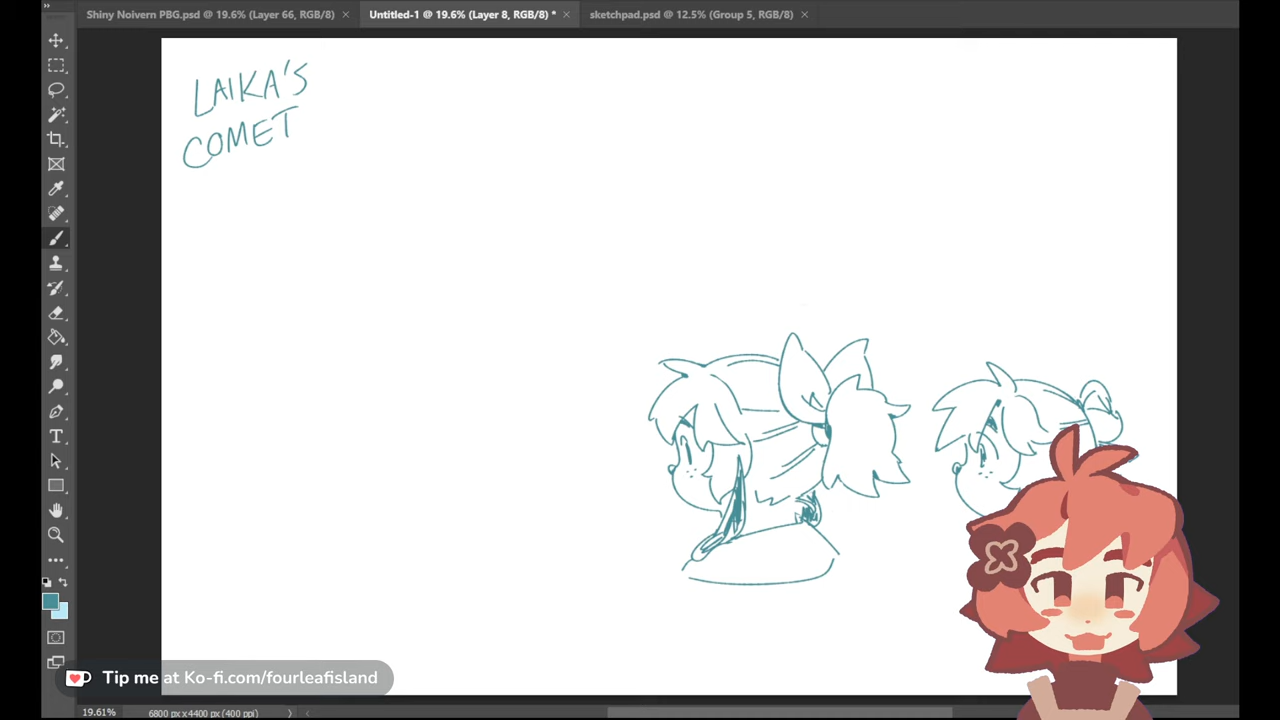 Shiny Noivern PBG.psd @ 19.6% (Layer 66, RGB/8) × Untitled-1 @ 19.6% (Layer 8, RGB/8) * × sketchpad.psd @ 12.5% (Group 5, RGB/8) ×
LAIKA'S
COMET
Tip me at Ko-fi.com/fourleafisland
19.61% 6800 px x 4400 px (400 ppi)